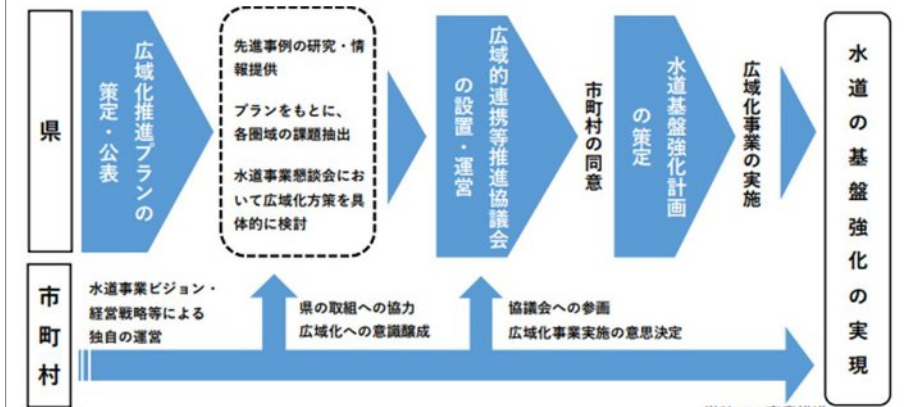 県
広域化推進プランの
策定・公表
先進事例の研究・情
報提供
プランをもとに、
各圏域の課題抽出
水道事業懇談会にお
いて広域化方策を具
体的に検討
広域的連携等推進協議会
の設置・運営
市町村の同意
水道基盤強化計画
の策定
広域化事業の実施
水道の基盤強化の実現
市町村
水道事業ビジョン・
経営戦略等による
独自の運営
県の取組への協力
広域化への意識醸成
協議会への参画
広域化事業実施の意思決定